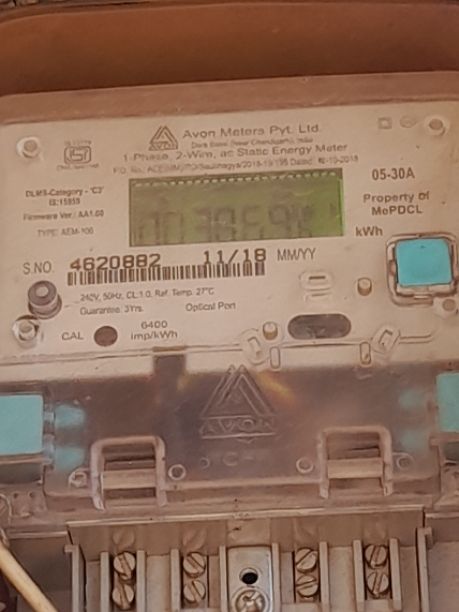 Avon Meters Pvt. Ltd.
AVON
1-Phase, 2-Wire, ac Static Energy Meter
DLMS-Category - 'C2'
IS:15959
Firmware Ver.: AA1.00
TYPE: AEM-100
05-30A
Property of
MePDCL
kWh
S.NO. 4620882 11/18 MM/YY
240V, 50Hz, CL:1.0, Ref. Temp. 27°C
Guarantee: 3Yrs.
Optical Port
CAL
6400
imp/kWh
AVON